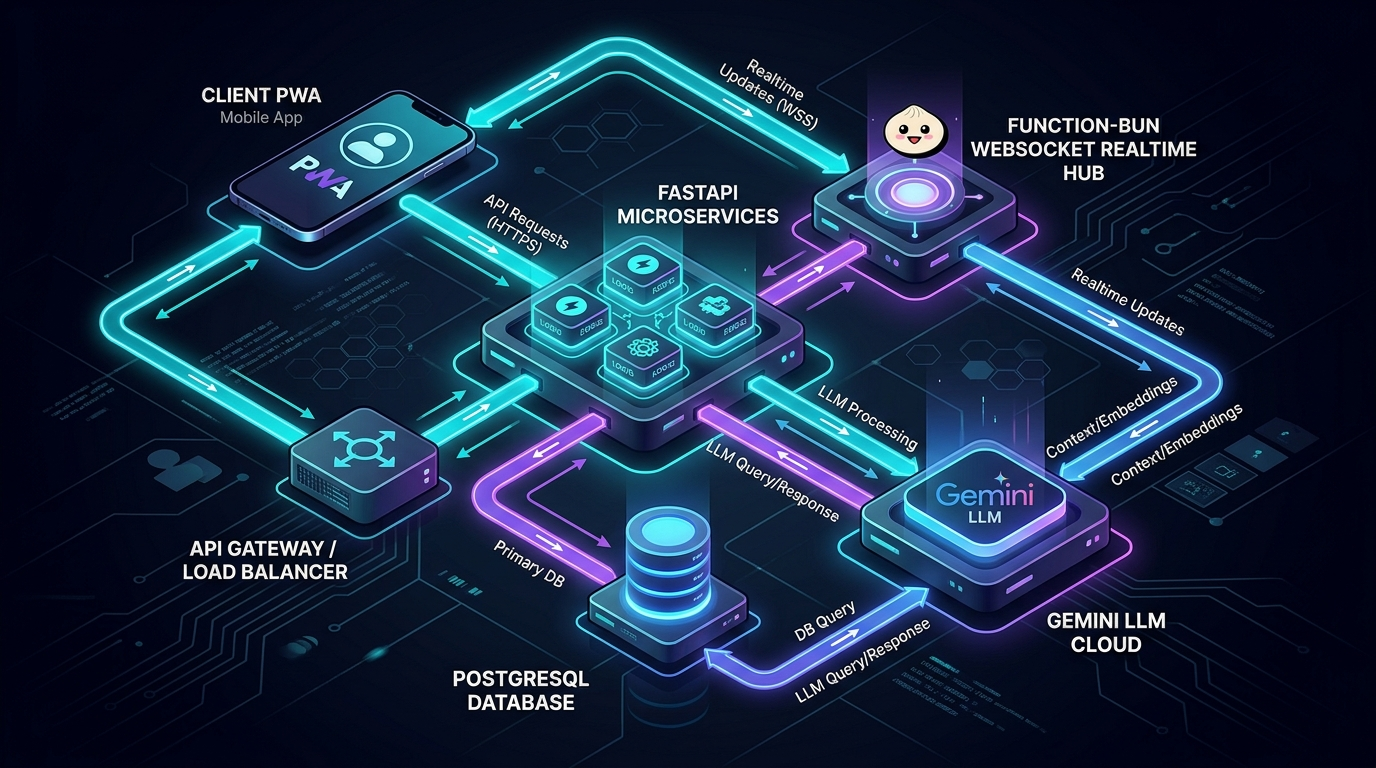 CLIENT PWA
Mobile App
PWA
Realtime
Updates (WSS)
FUNCTION-BUN
WEBSOCKET REALTIME
HUB
FASTAPI
MICROSERVICES
API Requests
(HTTPS)
Realtime Updates
LLM Processing
LLM Query/Response
Context/Embeddings
Context/Embeddings
Gemini
LLM
API GATEWAY /
LOAD BALANCER
Primary DB
DB Query
LLM Query/Response
GEMINI LLM
CLOUD
POSTGRESQL
DATABASE